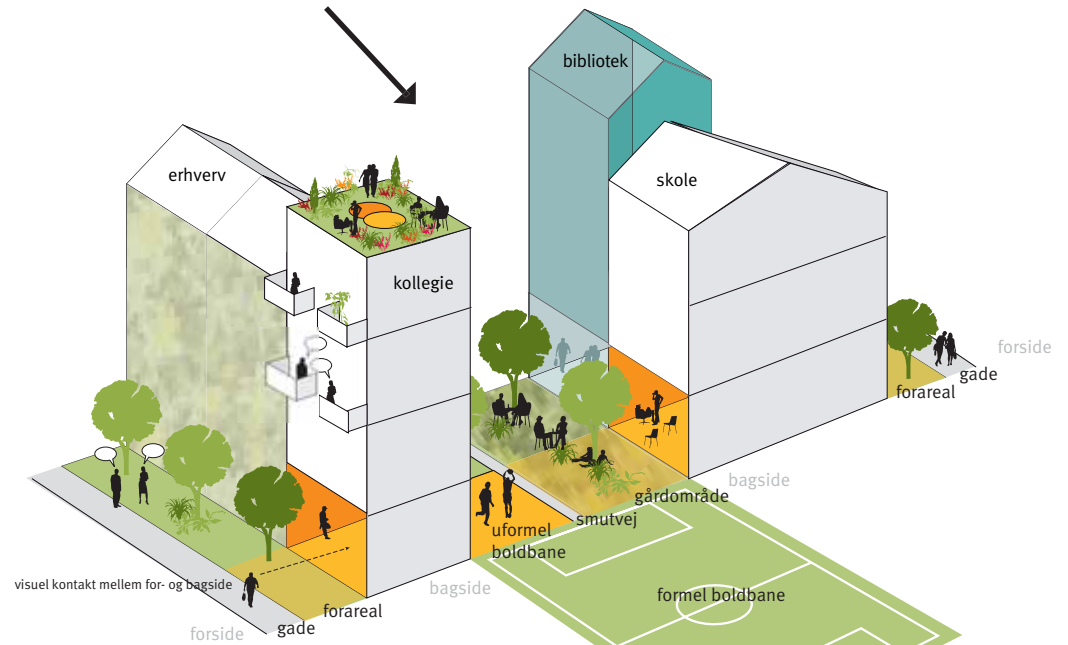 bibliotek
erhverv
skole
kollegie
forside
gade
forareal
bagside
gårdområde
smutvej
uformel
boldbane
visuel kontakt mellem for- og bagside
bagside
formel boldbane
forareal
gade
forside